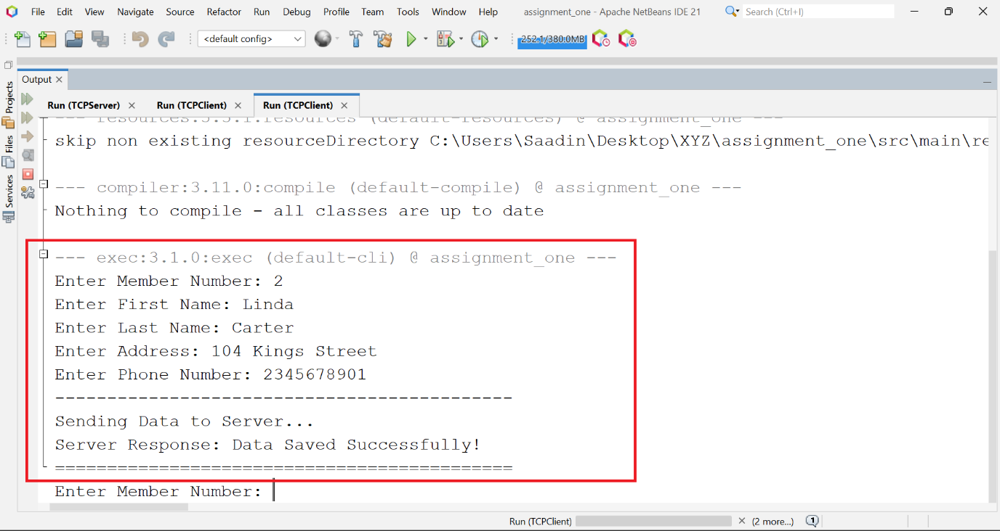 File Edit View Navigate Source Refactor Run Debug Profile Team Tools Window Help assignment_one - Apache NetBeans IDE 21 Search (Ctrl+I)
<default config> 252.1/380.0MB
Output
Projects
Files
Services
Run (TCPServer) Run (TCPClient) Run (TCPClient)
--- resources:3.3.1:resources (default-resources) @ assignment_one ---
skip non existing resourceDirectory C:\Users\Saadin\Desktop\XYZ\assignment_one\src\main\re
--- compiler:3.11.0:compile (default-compile) @ assignment_one ---
Nothing to compile - all classes are up to date
--- exec:3.1.0:exec (default-cli) @ assignment_one ---
Enter Member Number: 2
Enter First Name: Linda
Enter Last Name: Carter
Enter Address: 104 Kings Street
Enter Phone Number: 2345678901
--------------------------------------------
Sending Data to Server...
Server Response: Data Saved Successfully!
============================================
Enter Member Number:
Run (TCPClient) (2 more...) 1